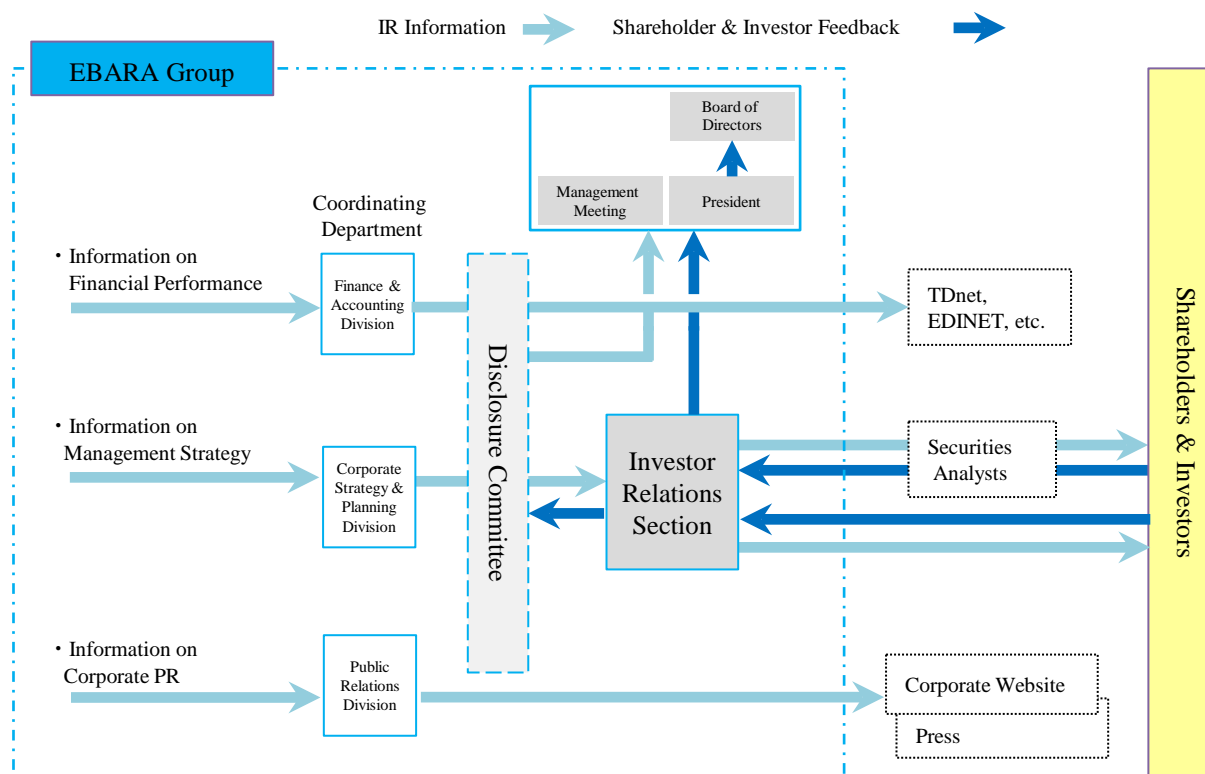 IR Information
Shareholder & Investor Feedback
EBARA Group
Board of
Directors
Management
Meeting
President
Coordinating
Department
・Information on
Financial Performance
Finance &
Accounting
Division
TDnet,
EDINET, etc.
Disclosure Committee
Shareholders & Investors
・Information on
Management Strategy
Corporate
Strategy &
Planning
Division
Investor
Relations
Section
Securities
Analysts
・Information on
Corporate PR
Public
Relations
Division
Corporate Website
Press